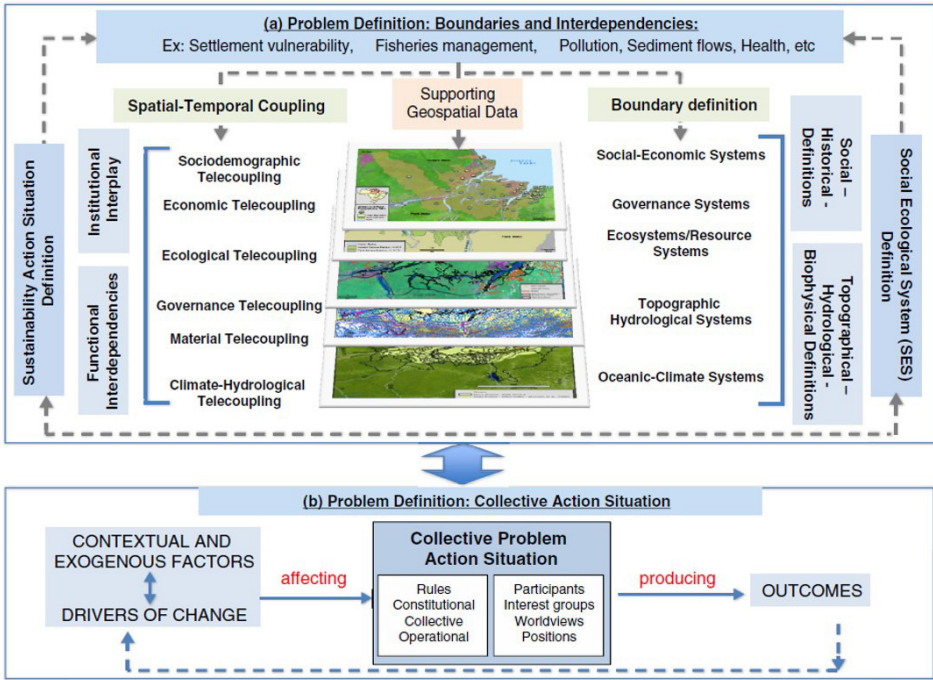 (a) Problem Definition: Boundaries and Interdependencies:
Ex: Settlement vulnerability, Fisheries management, Pollution, Sediment flows, Health, etc
Spatial-Temporal Coupling
Supporting
Geospatial Data
Boundary definition
Sustainability Action Situation
Definition
Institutional
Interplay
Functional
Interdependencies
Sociodemographic
Telecoupling
Economic Telecoupling
Ecological Telecoupling
Governance Telecoupling
Material Telecoupling
Climate-Hydrological
Telecoupling
Social-Economic Systems
Governance Systems
Ecosystems/Resource
Systems
Topographic
Hydrological Systems
Oceanic-Climate Systems
Social –
Historical -
Definitions
Topographical –
Hydrological -
Biophysical Definitions
Social Ecological System (SES)
Definition
(b) Problem Definition: Collective Action Situation
CONTEXTUAL AND
EXOGENOUS FACTORS
DRIVERS OF CHANGE
affecting
Collective Problem
Action Situation
Rules
Constitutional
Collective
Operational
Participants
Interest groups
Worldviews
Positions
producing
OUTCOMES